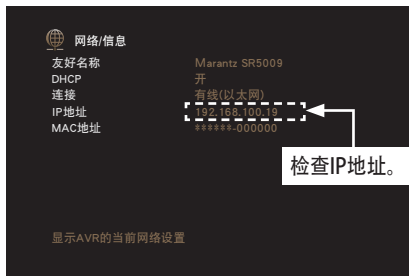 网络/信息
友好名称 Marantz SR5009
DHCP 开
连接 有线(以太网)
IP地址 192.168.100.19
MAC地址 ******-000000
检查IP地址。
显示AVR的当前网络设置